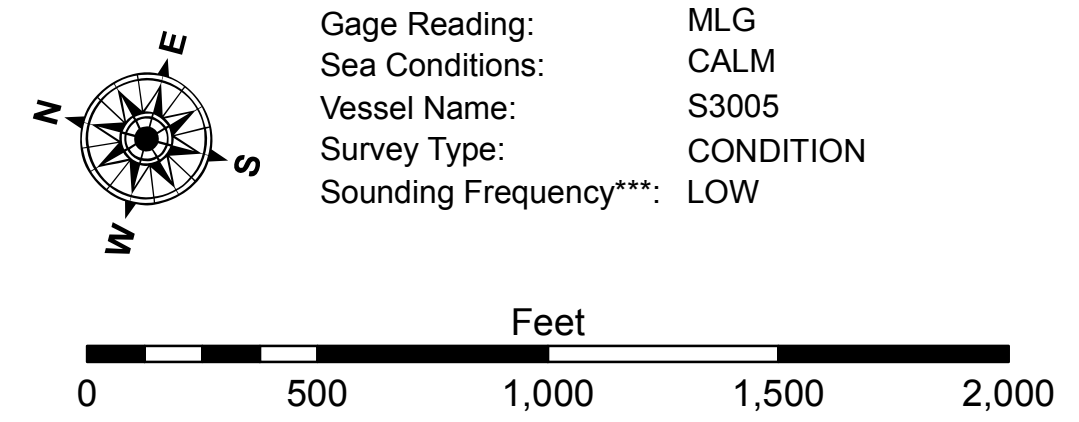 E
N
S
W
Gage Reading: MLG
Sea Conditions: CALM
Vessel Name: S3005
Survey Type: CONDITION
Sounding Frequency***: LOW
Feet
0 500 1,000 1,500 2,000